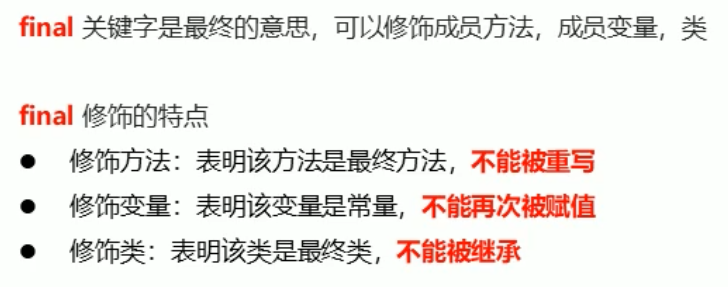 final 关键字是最终的意思，可以修饰成员方法，成员变量，类
final 修饰的特点
● 修饰方法：表明该方法是最终方法，不能被重写
● 修饰变量：表明该变量是常量，不能再次被赋值
● 修饰类：表明该类是最终类，不能被继承